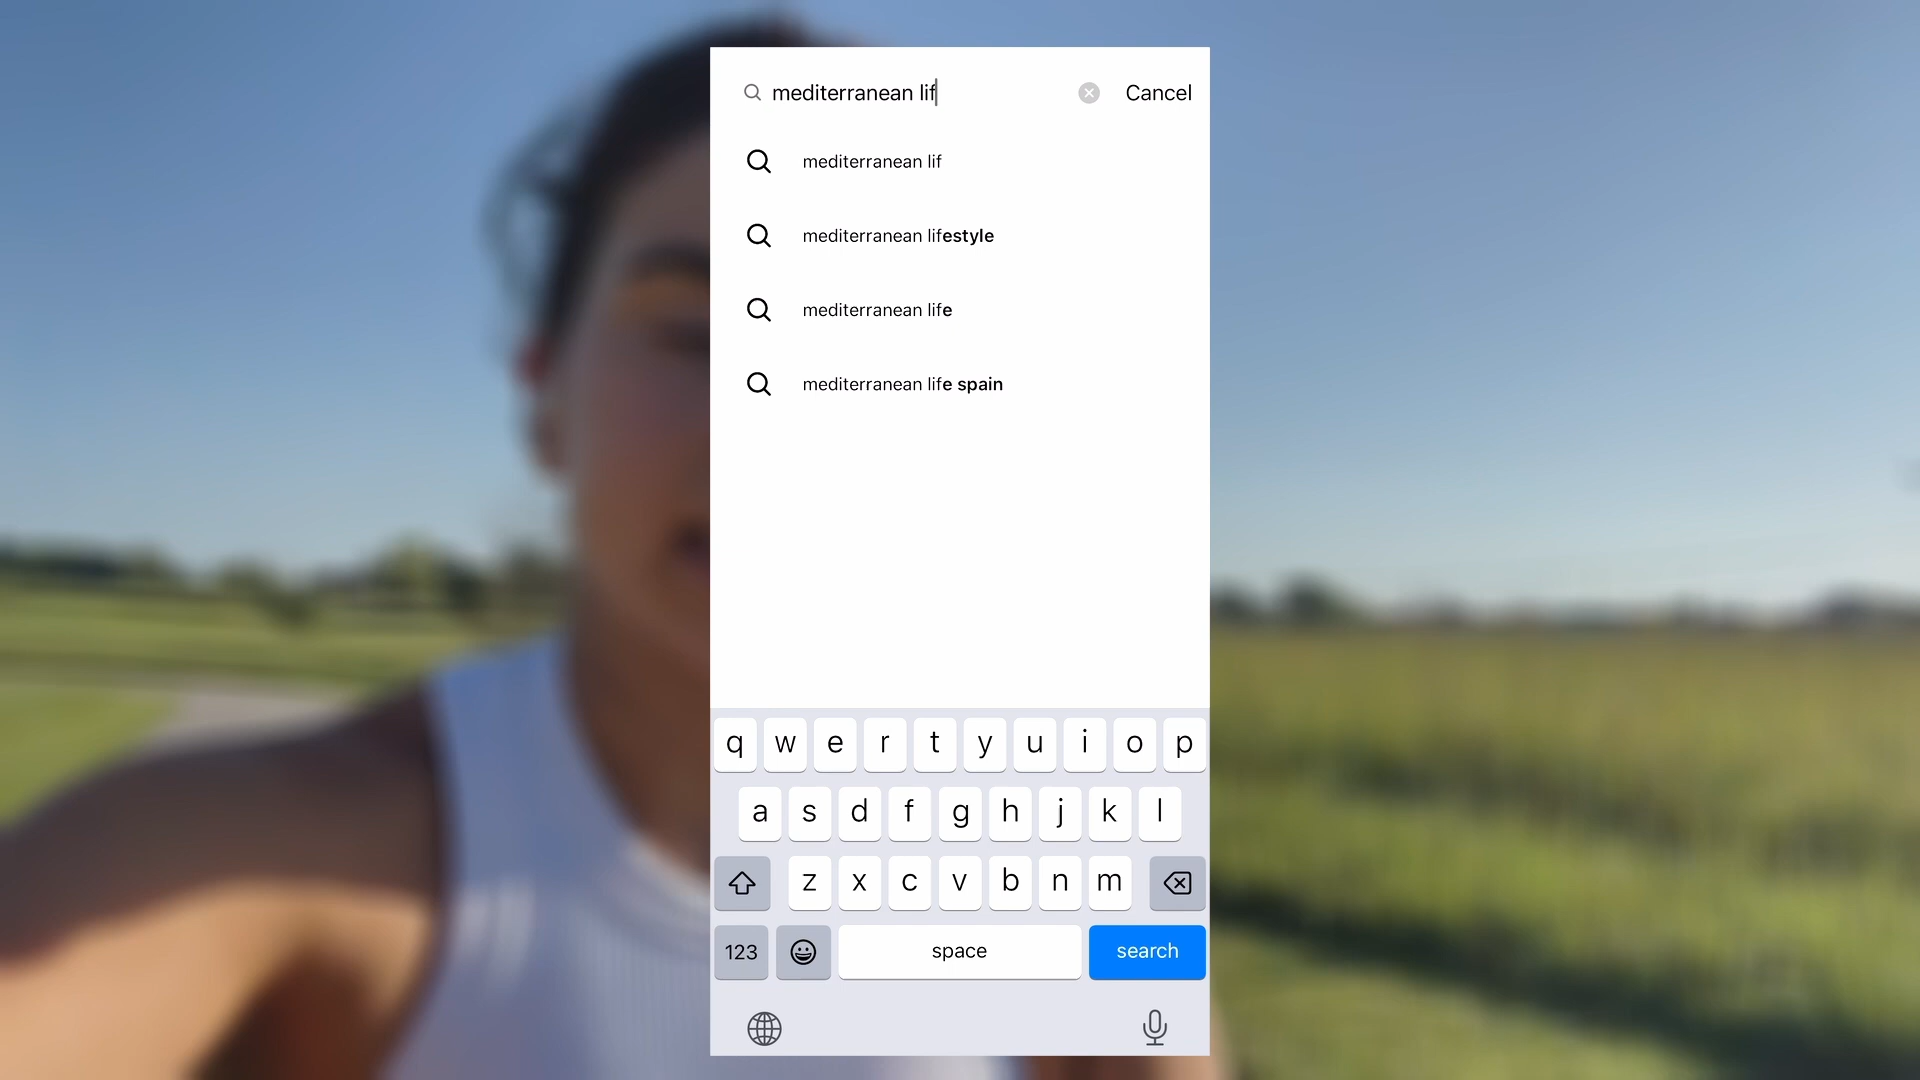 mediterranean lif
Cancel
mediterranean lif
mediterranean lifestyle
mediterranean life
mediterranean life spain
q w e r t y u i o p
a s d f g h j k l
z x c v b n m
123 space search